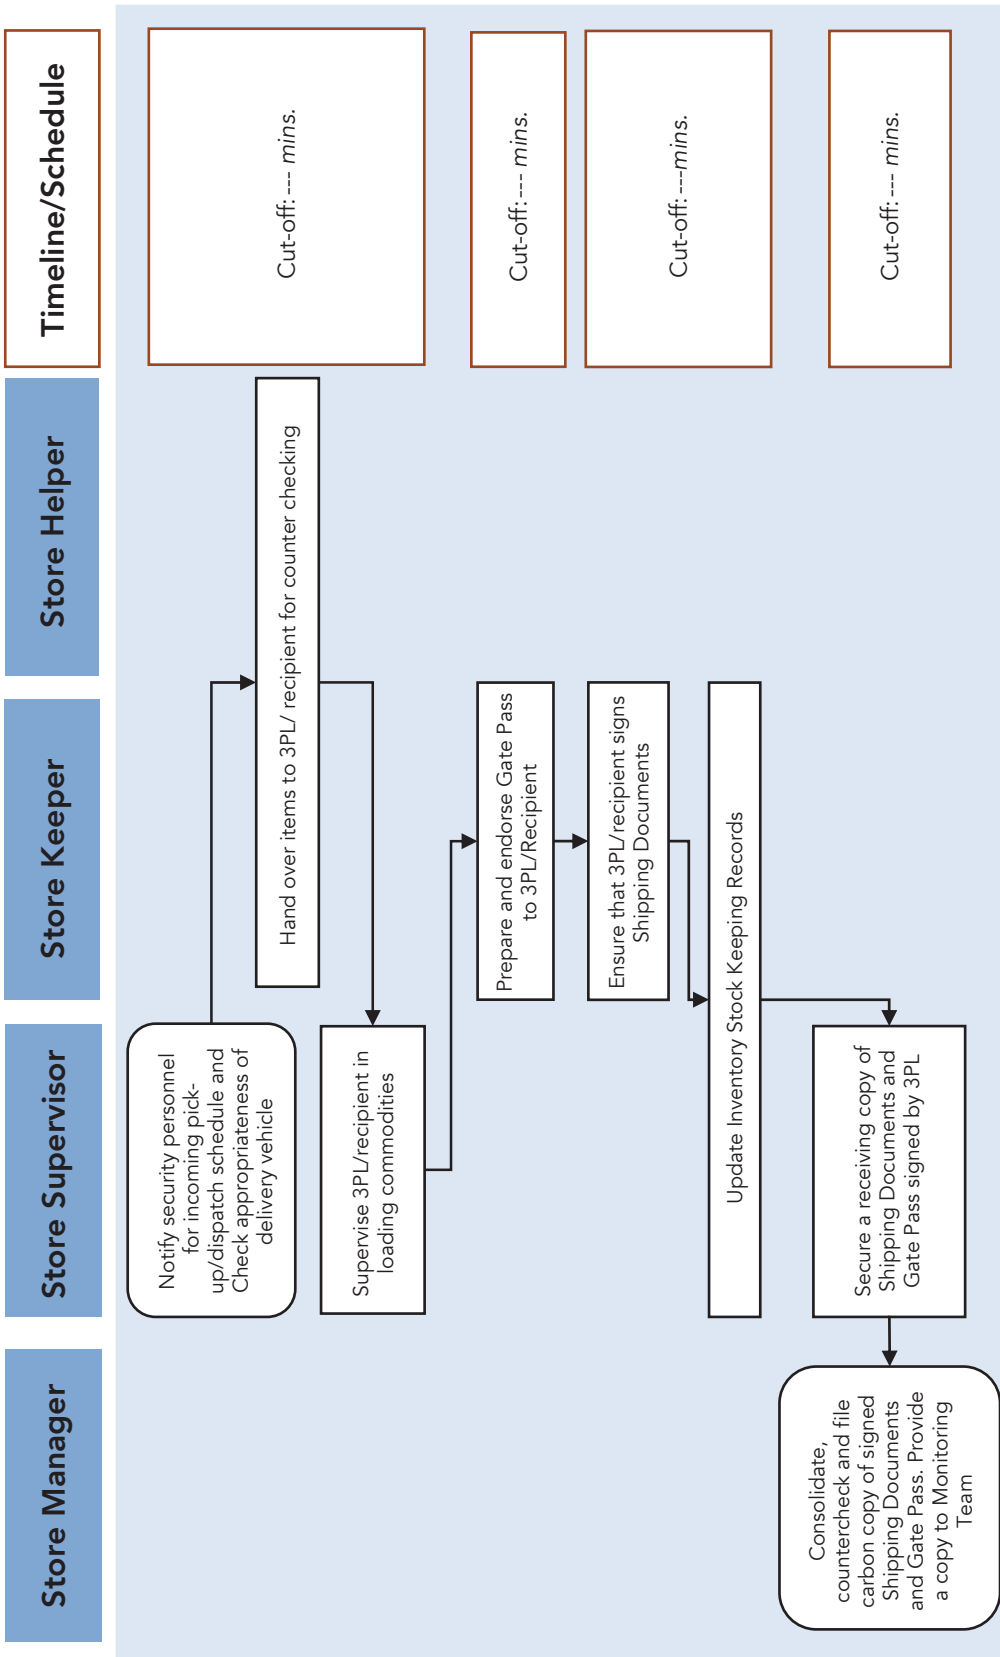 Store Manager
Store Supervisor
Store Keeper
Store Helper
Timeline/Schedule
Notify security personnel
for incoming pick-
up/dispatch schedule and
Check appropriateness of
delivery vehicle
Hand over items to 3PL/ recipient for counter checking
Cut-off: --- mins.
Supervise 3PL/recipient in
loading commodities
Prepare and endorse Gate Pass
to 3PL/Recipient
Cut-off: --- mins.
Ensure that 3PL/recipient signs
Shipping Documents
Cut-off: ---mins.
Update Inventory Stock Keeping Records
Secure a receiving copy of
Shipping Documents and
Gate Pass signed by 3PL
Cut-off: --- mins.
Consolidate,
countercheck and file
carbon copy of signed
Shipping Documents
and Gate Pass. Provide
a copy to Monitoring
Team